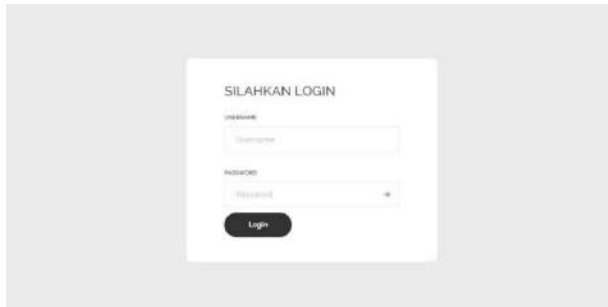 SILAHKAN LOGIN
USERNAME
Username
PASSWORD
Password
Login